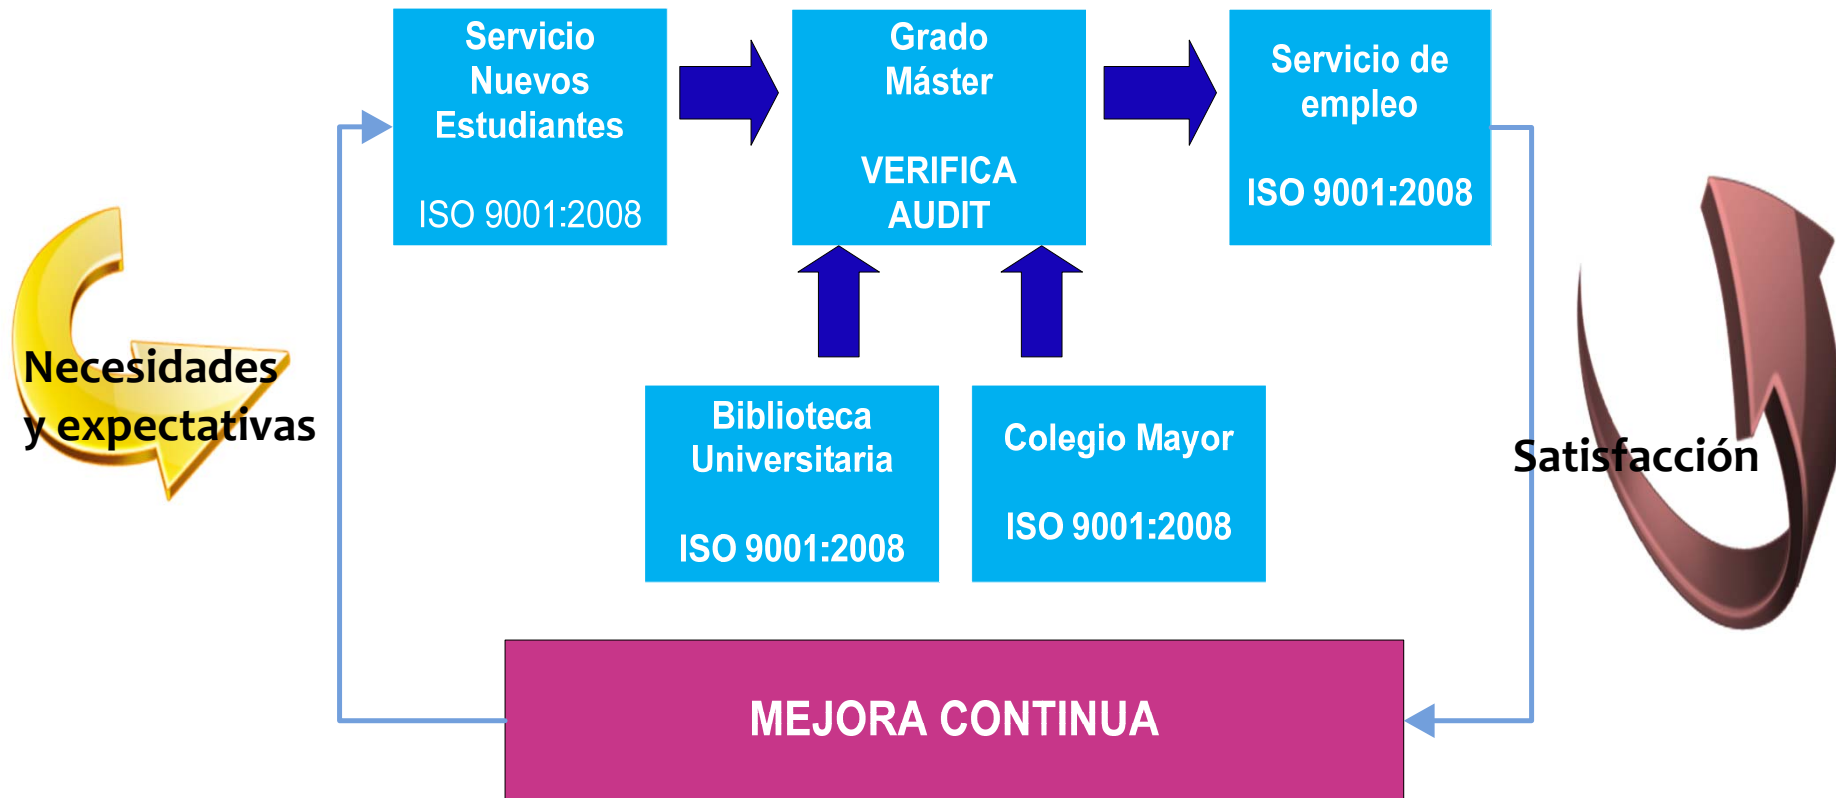 Servicio
Nuevos
Estudiantes
ISO 9001:2008
Grado
Máster
VERIFICA
AUDIT
Servicio de
empleo
ISO 9001:2008
Necesidades
y expectativas
Biblioteca
Universitaria
ISO 9001:2008
Colegio Mayor
ISO 9001:2008
Satisfacción
MEJORA CONTINUA